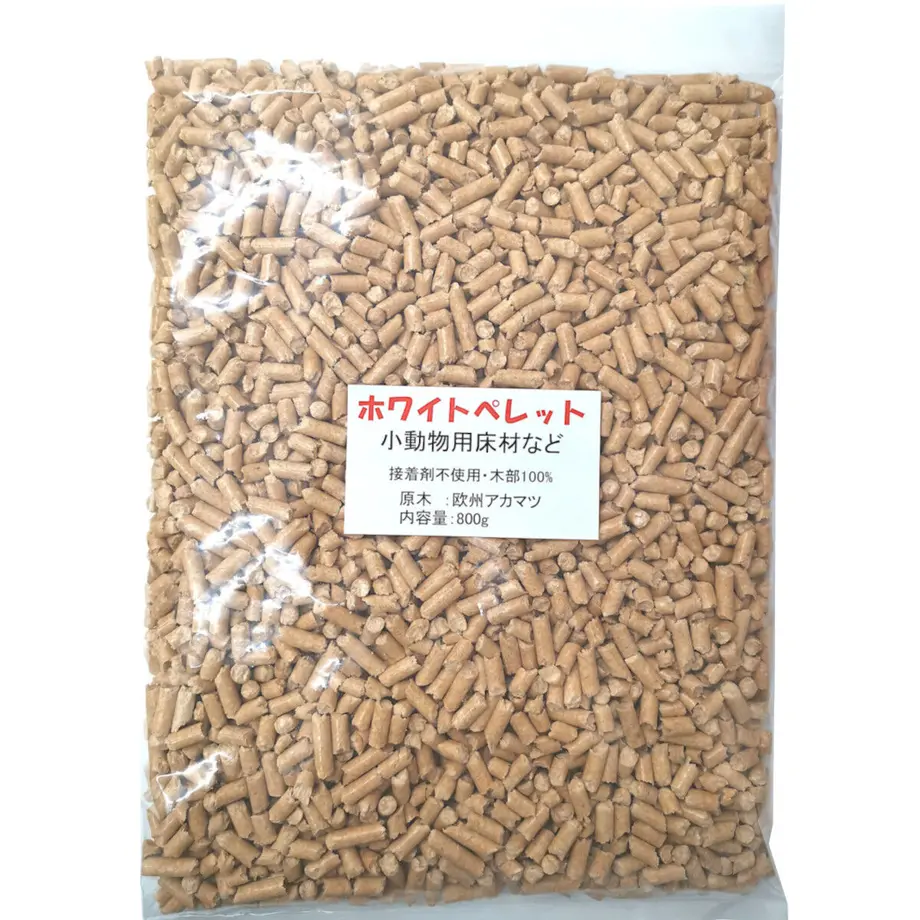 ホワイトペレット
小動物用床材など
接着剤不使用・木部100%
原木　：欧州アカマツ
内容量：800g